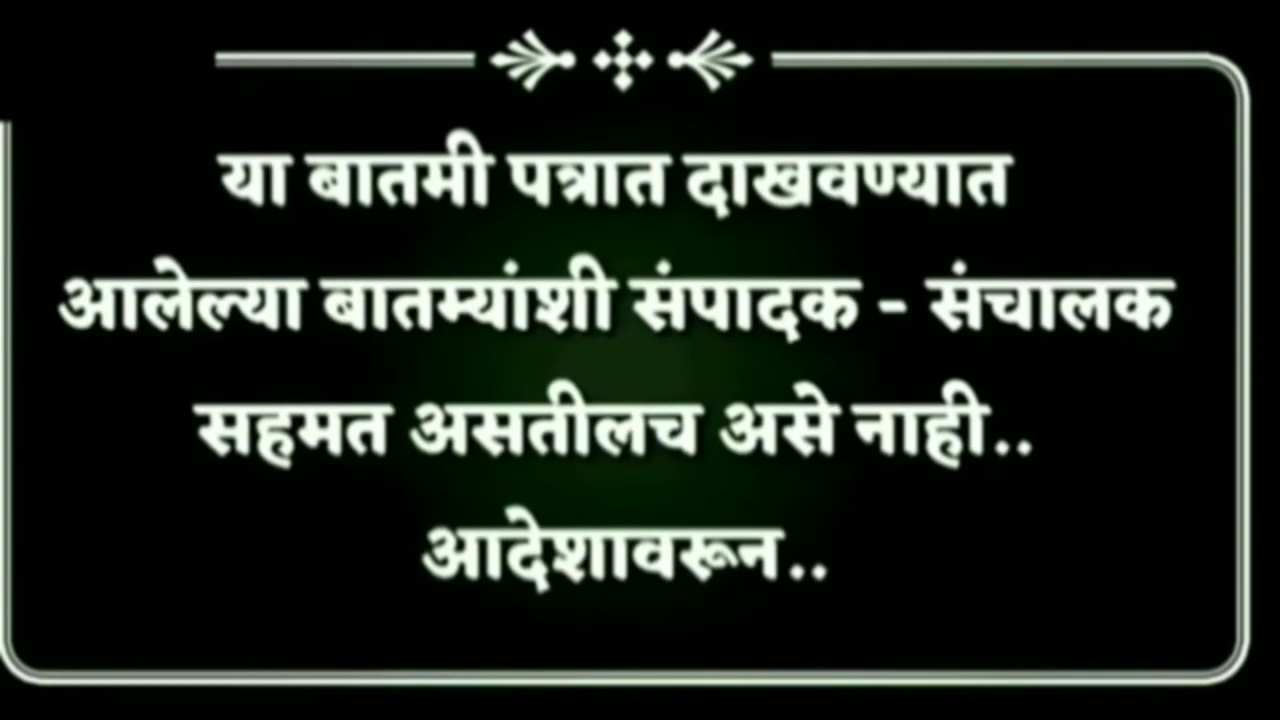 या बातमी पत्रात दाखवण्यात
आलेल्या बातम्यांशी संपादक - संचालक
सहमत असतीलच असे नाही..
आदेशावरून..